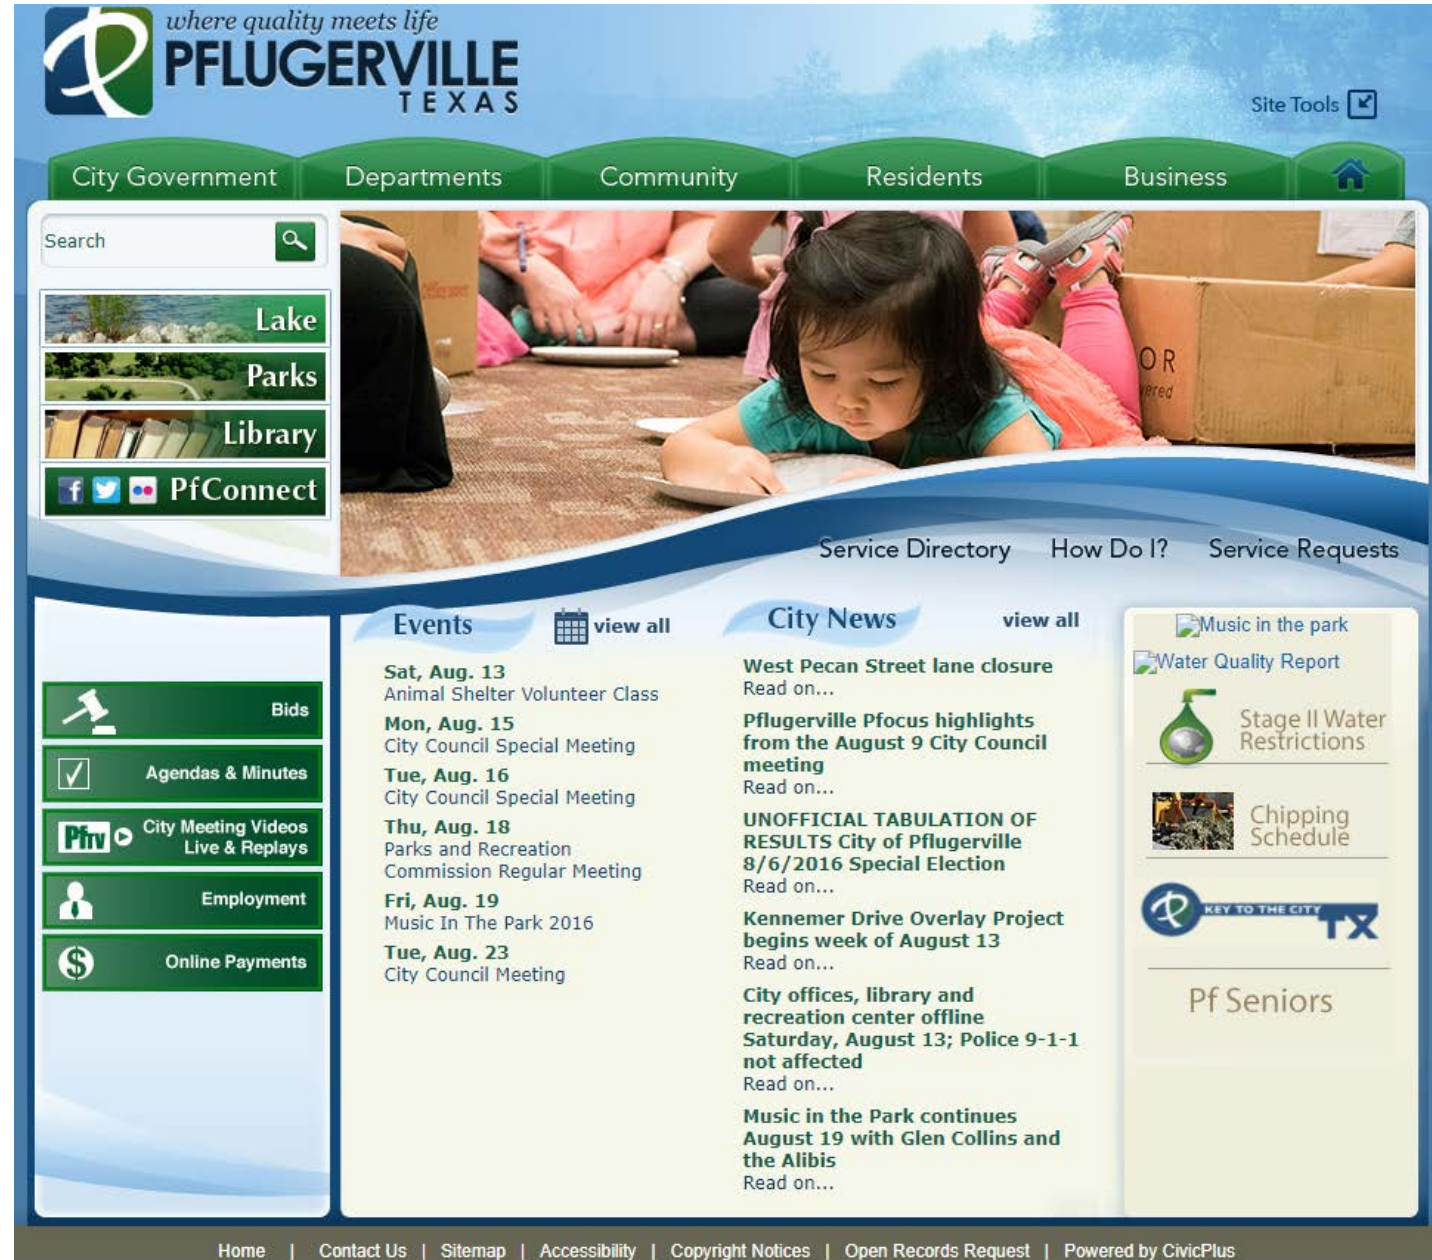 where quality meets life
PFLUGERVILLE
TEXAS
Site Tools
City Government
Departments
Community
Residents
Business
Search
Lake
Parks
Library
PfConnect
OR
Service Directory
How Do I?
Service Requests
Bids
Agendas & Minutes
Pftv
City Meeting Videos
Live & Replays
Employment
Online Payments
Events
view all
Sat, Aug. 13
Animal Shelter Volunteer Class
Mon, Aug. 15
City Council Special Meeting
Tue, Aug. 16
City Council Special Meeting
Thu, Aug. 18
Parks and Recreation
Commission Regular Meeting
Fri, Aug. 19
Music In The Park 2016
Tue, Aug. 23
City Council Meeting
City News
view all
West Pecan Street lane closure
Read on...
Pflugerville Pfocus highlights
from the August 9 City Council
meeting
Read on...
UNOFFICIAL TABULATION OF
RESULTS City of Pflugerville
8/6/2016 Special Election
Read on...
Kennemer Drive Overlay Project
begins week of August 13
Read on...
City offices, library and
recreation center offline
Saturday, August 13; Police 9-1-1
not affected
Read on...
Music in the Park continues
August 19 with Glen Collins and
the Alibis
Read on...
Music in the park
Water Quality Report
Stage II Water
Restrictions
Chipping
Schedule
KEY TO THE CITY
TX
Pf Seniors
Home | Contact Us | Sitemap | Accessibility | Copyright Notices | Open Records Request | Powered by CivicPlus